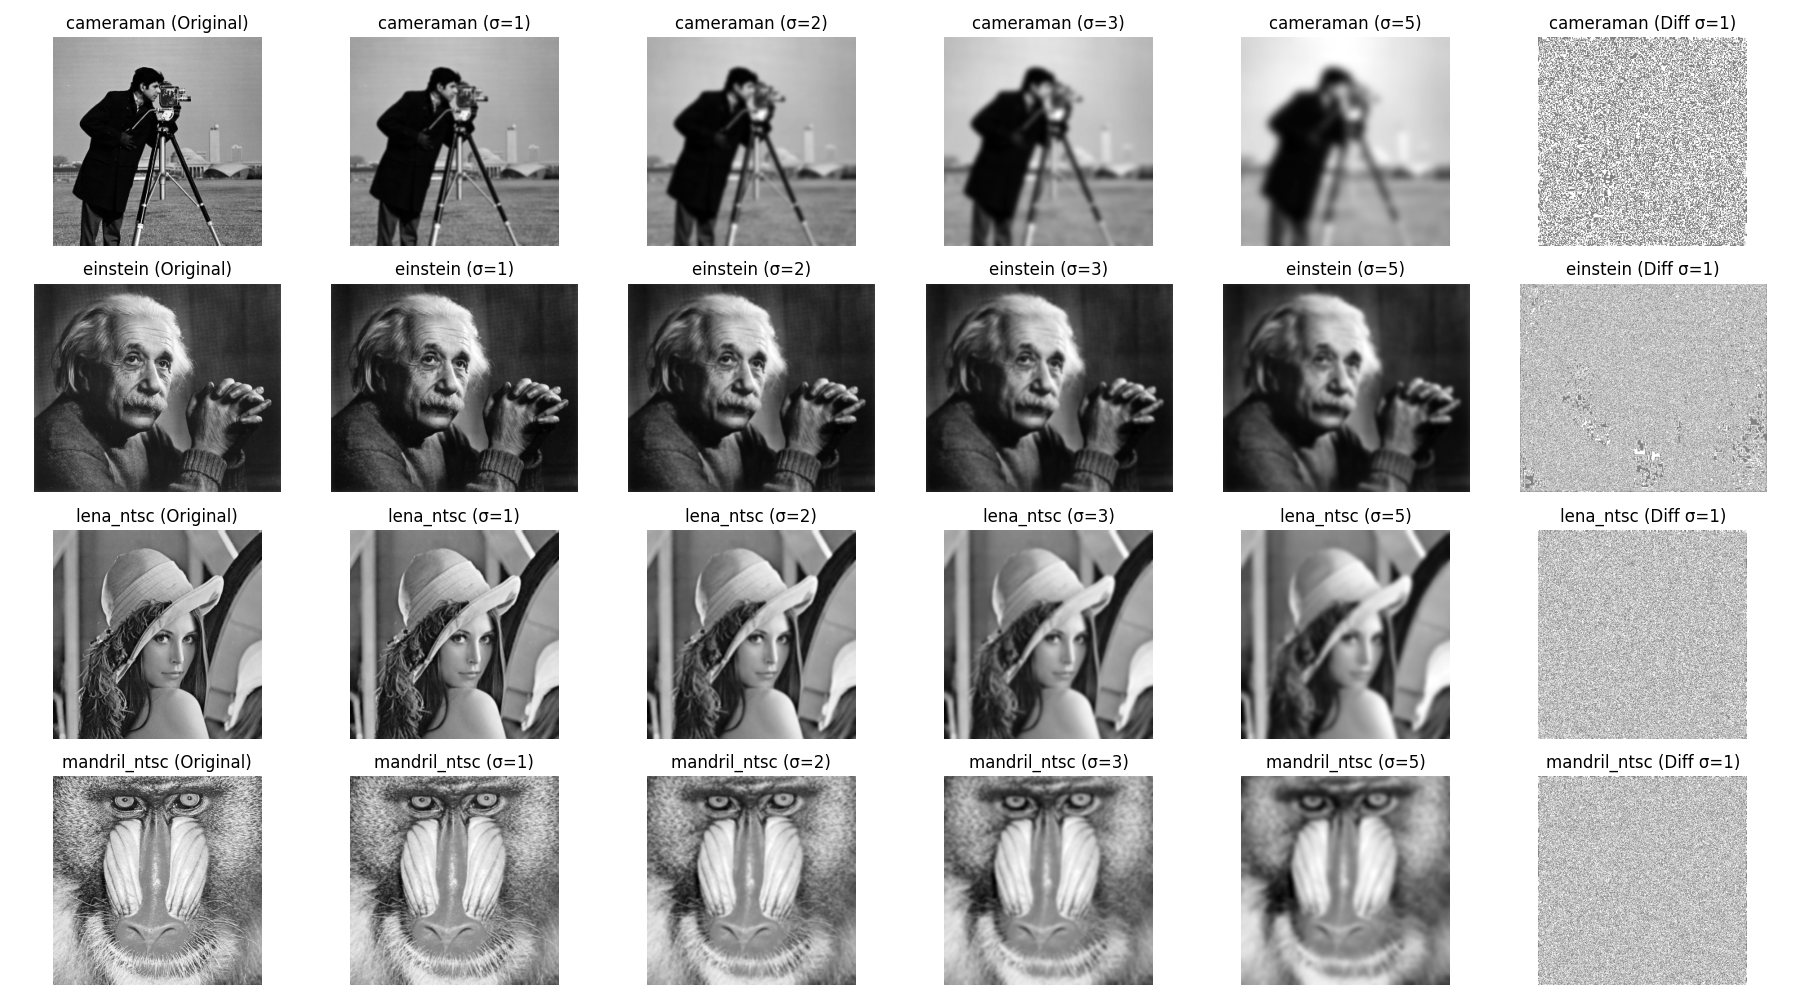 cameraman (Original)
cameraman (σ=1)
cameraman (σ=2)
cameraman (σ=3)
cameraman (σ=5)
cameraman (Diff σ=1)
einstein (Original)
einstein (σ=1)
einstein (σ=2)
einstein (σ=3)
einstein (σ=5)
einstein (Diff σ=1)
lena_ntsc (Original)
lena_ntsc (σ=1)
lena_ntsc (σ=2)
lena_ntsc (σ=3)
lena_ntsc (σ=5)
lena_ntsc (Diff σ=1)
mandril_ntsc (Original)
mandril_ntsc (σ=1)
mandril_ntsc (σ=2)
mandril_ntsc (σ=3)
mandril_ntsc (σ=5)
mandril_ntsc (Diff σ=1)